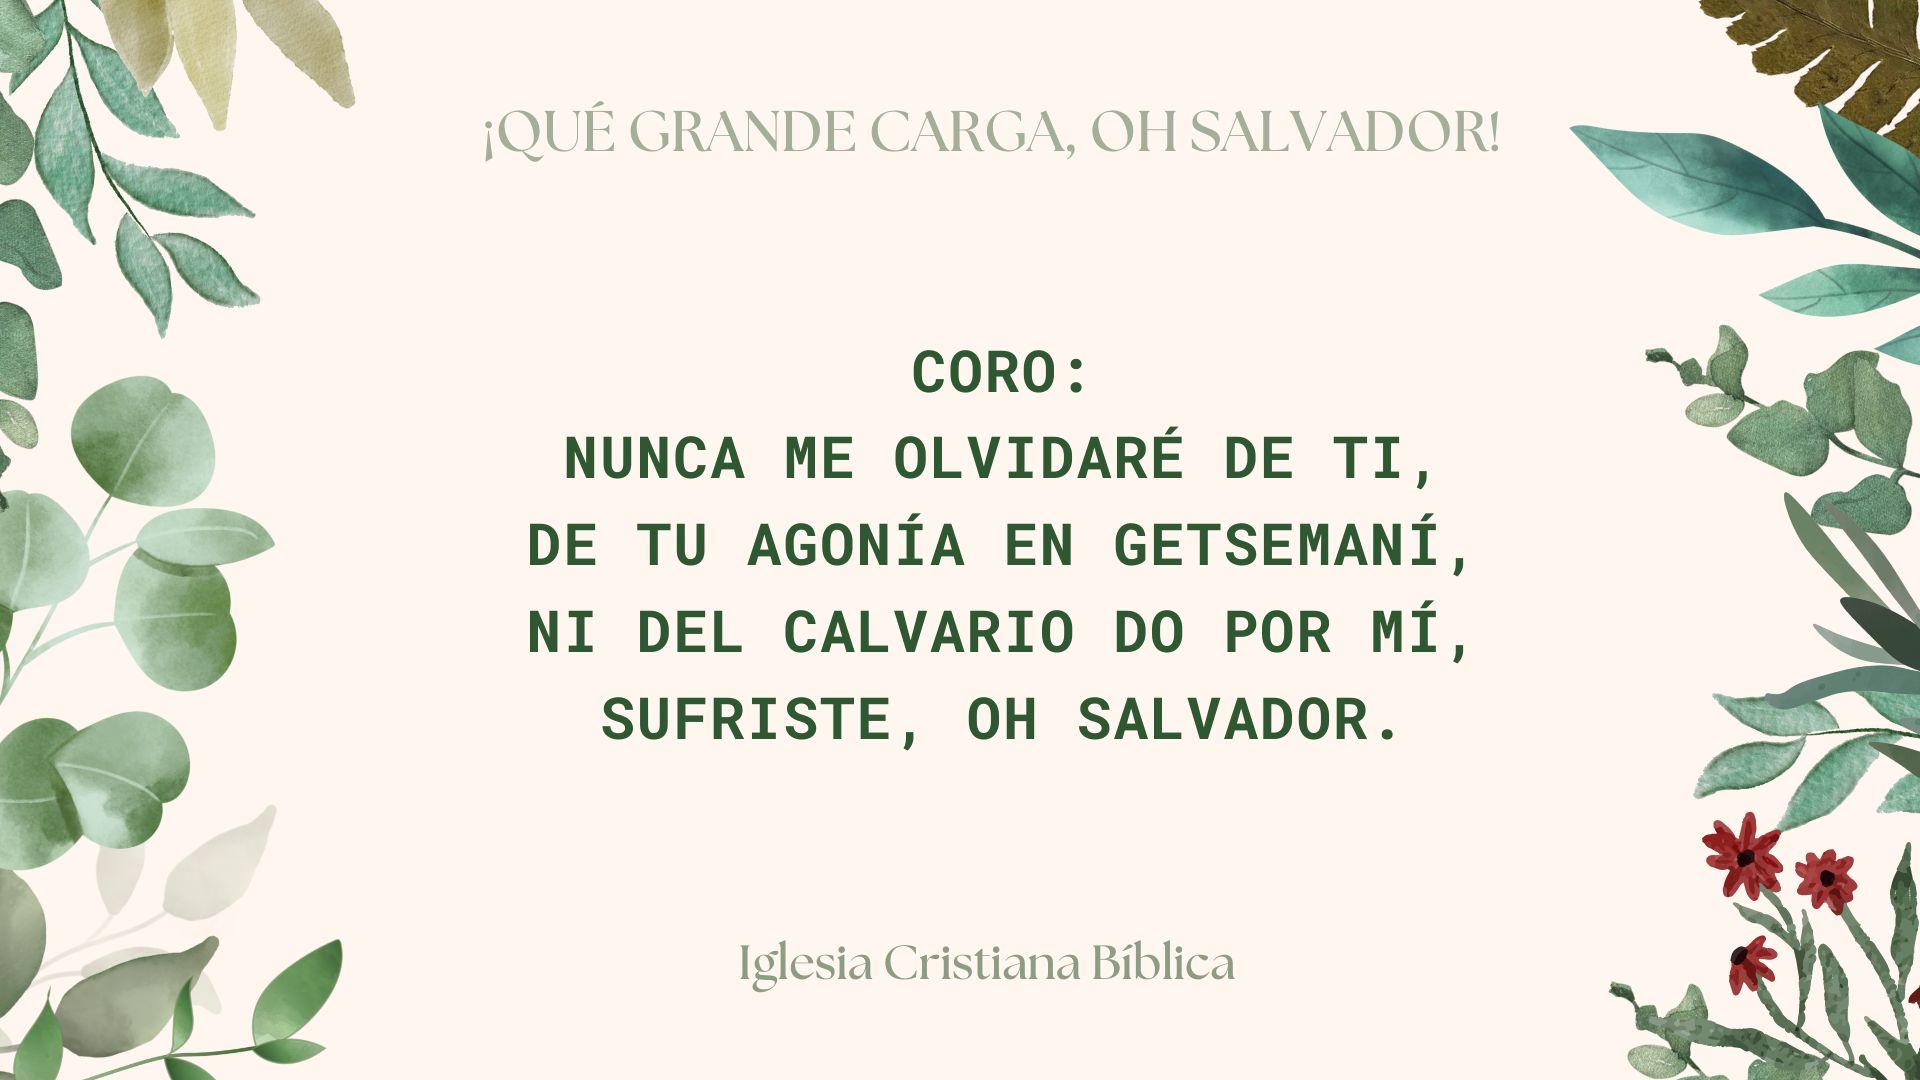 ¡QUÉ GRANDE CARGA, OH SALVADOR!
CORO:
NUNCA ME OLVIDARÉ DE TI,
DE TU AGONÍA EN GETSEMANÍ,
NI DEL CALVARIO DO POR MÍ,
SUFRISTE, OH SALVADOR.
Iglesia Cristiana Bíblica